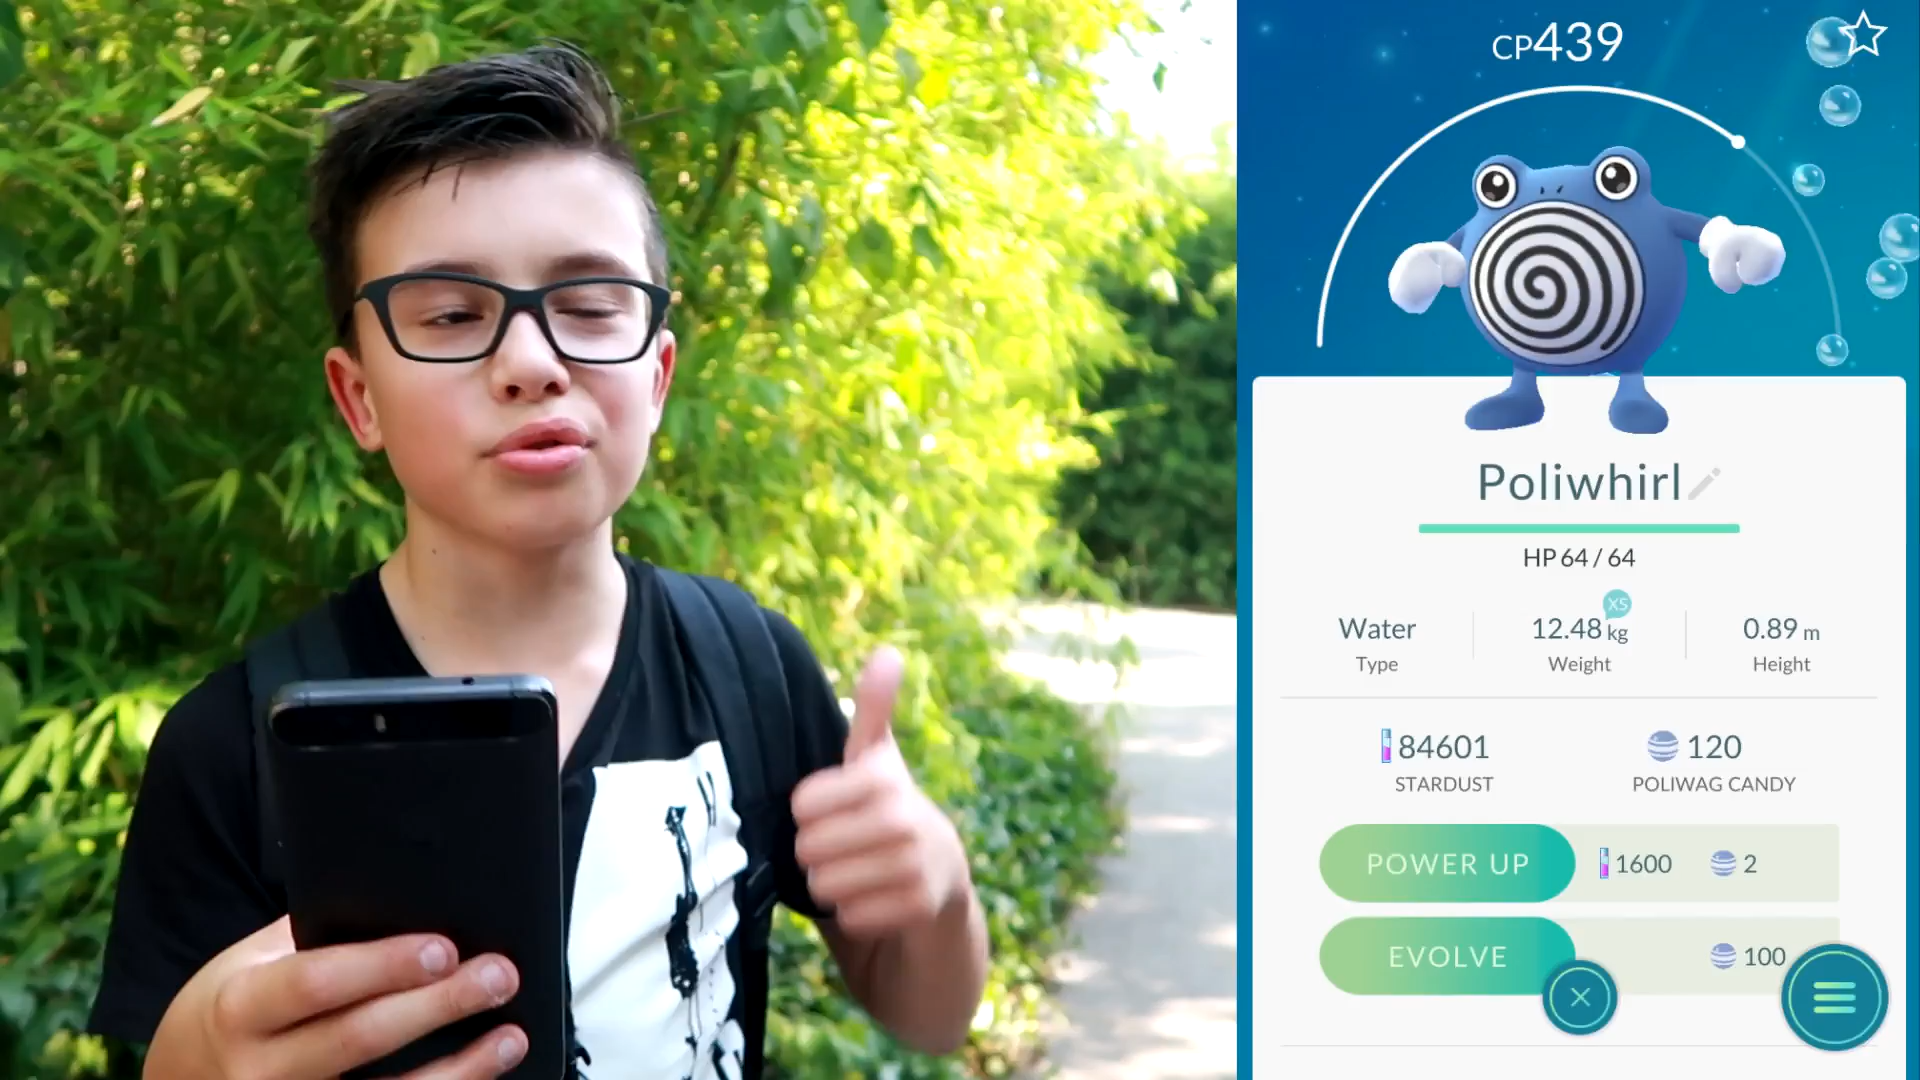 CP439
Poliwhirl
HP 64 / 64
XS
Water
12.48 kg
0.89 m
Type
Weight
Height
84601
120
STARDUST
POLIWAG CANDY
POWER UP
1600
2
EVOLVE
100